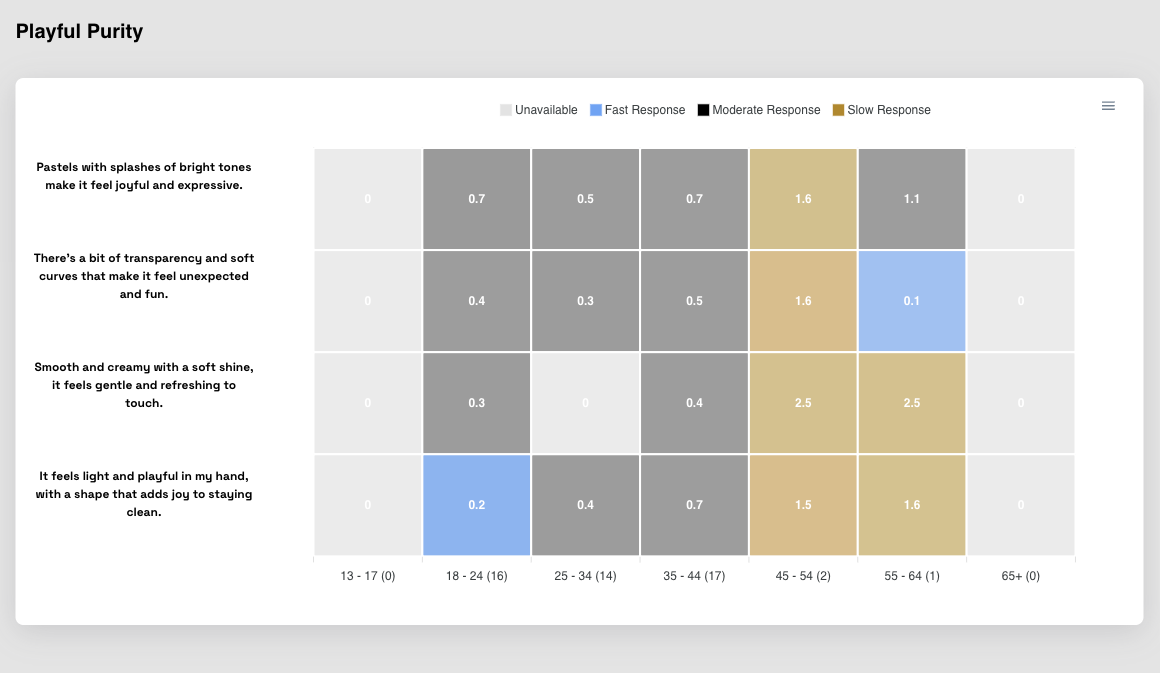 Playful Purity
Unavailable Fast Response Moderate Response Slow Response
Pastels with splashes of bright tones
make it feel joyful and expressive.
0 0.7 0.5 0.7 1.6 1.1 0
There's a bit of transparency and soft
curves that make it feel unexpected
and fun.
0 0.4 0.3 0.5 1.6 0.1 0
Smooth and creamy with a soft shine,
it feels gentle and refreshing to
touch.
0 0.3 0 0.4 2.5 2.5 0
It feels light and playful in my hand,
with a shape that adds joy to staying
clean.
0 0.2 0.4 0.7 1.5 1.6 0
13 - 17 (0) 18 - 24 (16) 25 - 34 (14) 35 - 44 (17) 45 - 54 (2) 55 - 64 (1) 65+ (0)